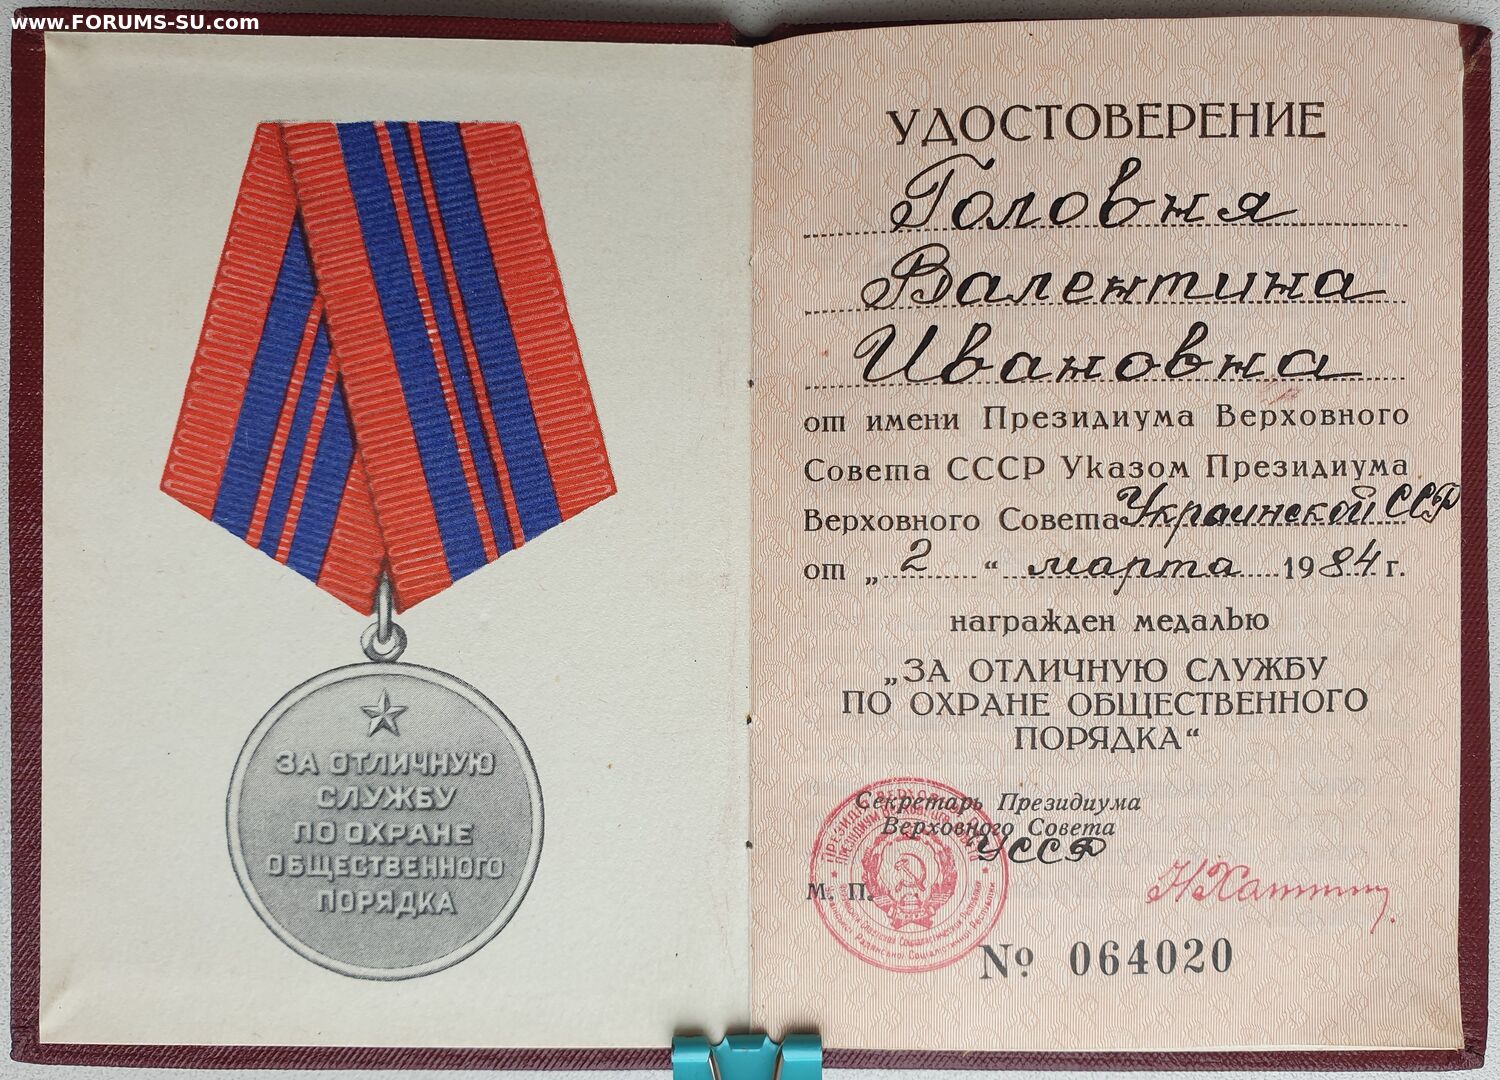 www.FORUMS-SU.com
ЗА ОТЛИЧНУЮ
СЛУЖБУ
ПО ОХРАНЕ
ОБЩЕСТВЕННОГО
ПОРЯДКА
УДОСТОВЕРЕНИЕ
Головня
Валентина
Ивановна
от имени Президиума Верховного
Совета СССР Указом Президиума
Верховного Совета Украинской ССР
от „2“ марта 1984 г.
награжден медалью
„ЗА ОТЛИЧНУЮ СЛУЖБУ
ПО ОХРАНЕ ОБЩЕСТВЕННОГО
ПОРЯДКА“
Секретарь Президиума
Верховного Совета
УССР
М. П.
№ 064020